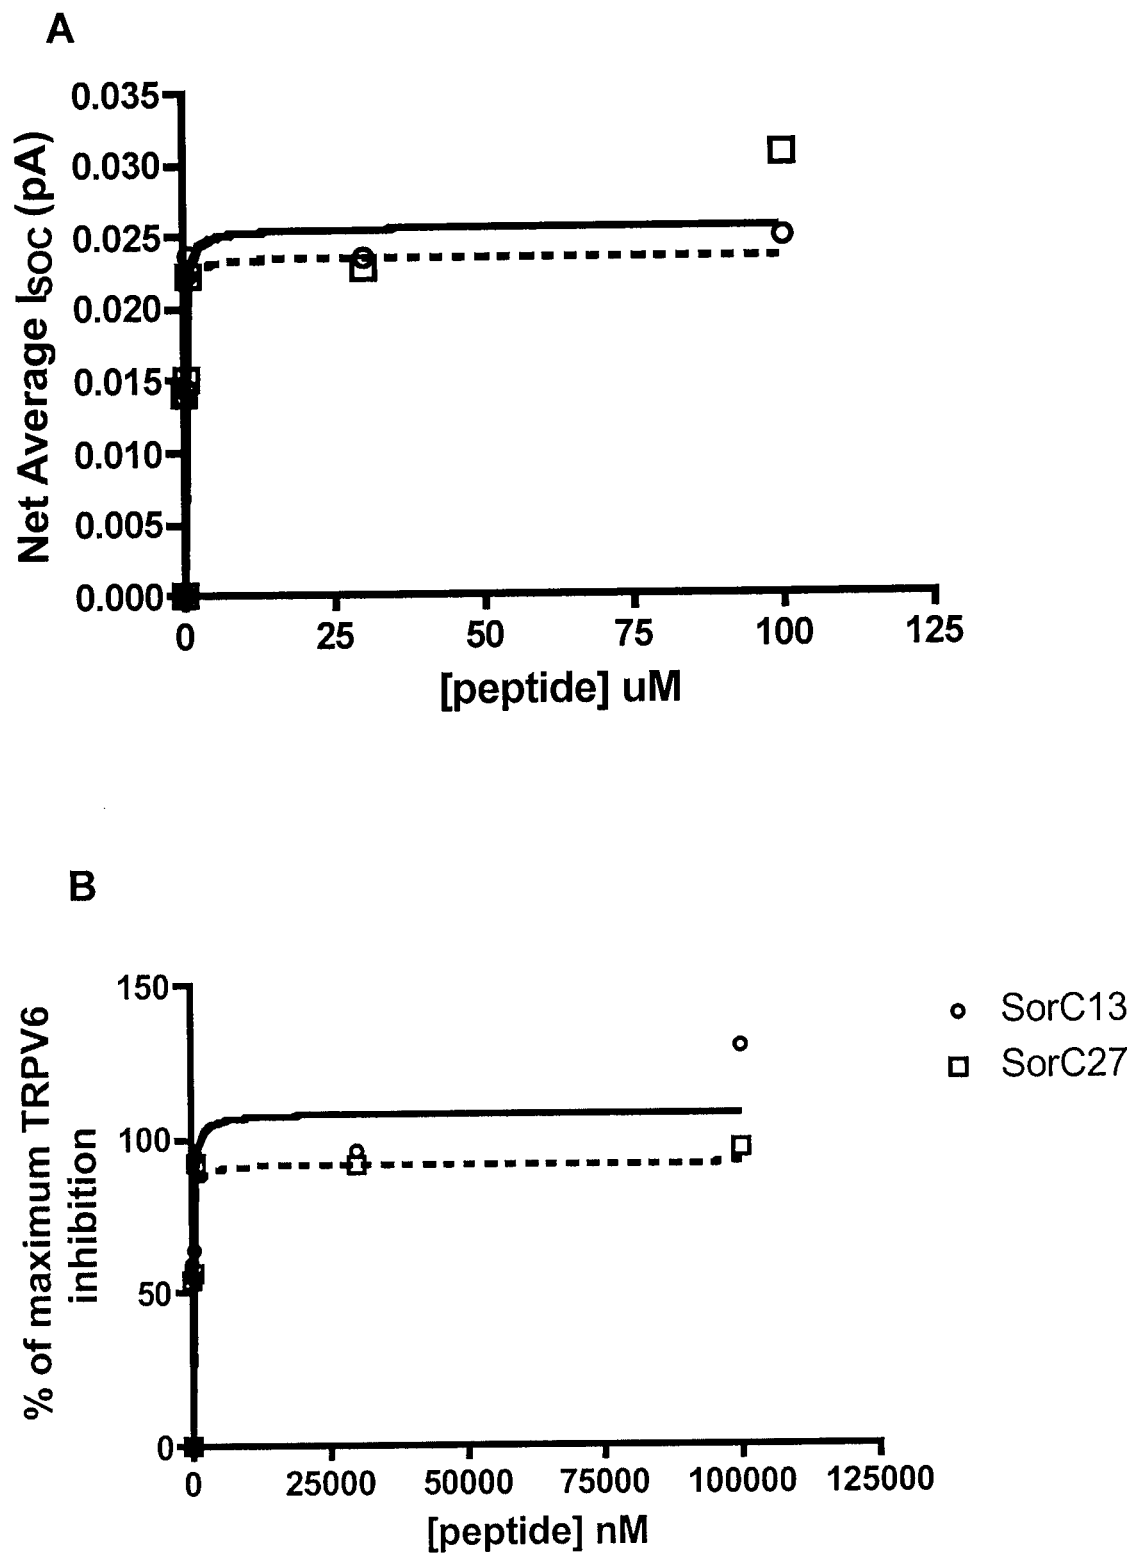 A
0.035
0.030
0.025
0.020
0.015
0.010
0.005
0.000
Net Average ISOC (pA)
0 25 50 75 100 125
[peptide] uM
B
150
100
50
0
% of maximum TRPV6
inhibition
SorC13
SorC27
0 25000 50000 75000 100000 125000
[peptide] nM